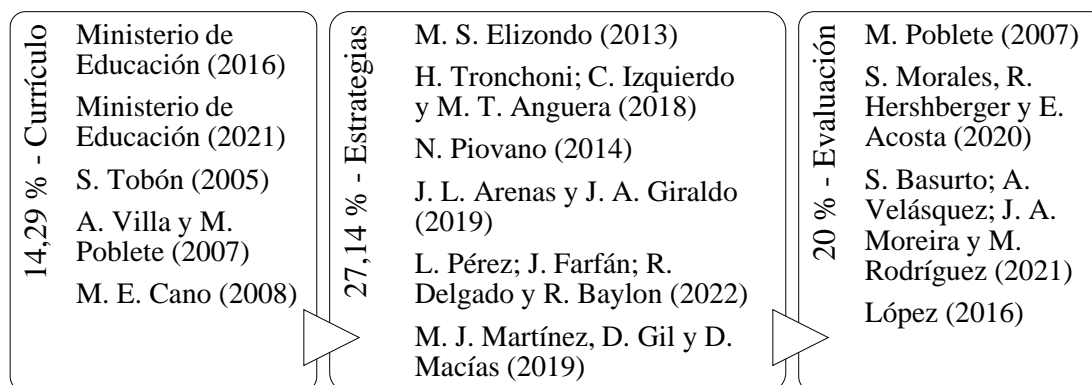 14,29 % - Currículo
Ministerio de
Educación (2016)
Ministerio de
Educación (2021)
S. Tobón (2005)
A. Villa y M.
Poblete (2007)
M. E. Cano (2008)
27,14 % - Estrategias
M. S. Elizondo (2013)
H. Tronchoni; C. Izquierdo
y M. T. Anguera (2018)
N. Piovano (2014)
J. L. Arenas y J. A. Giraldo
(2019)
L. Pérez; J. Farfán; R.
Delgado y R. Baylon (2022)
M. J. Martínez, D. Gil y D.
Macías (2019)
20 % - Evaluación
M. Poblete (2007)
S. Morales, R.
Hershberger y E.
Acosta (2020)
S. Basurto; A.
Velásquez; J. A.
Moreira y M.
Rodríguez (2021)
López (2016)